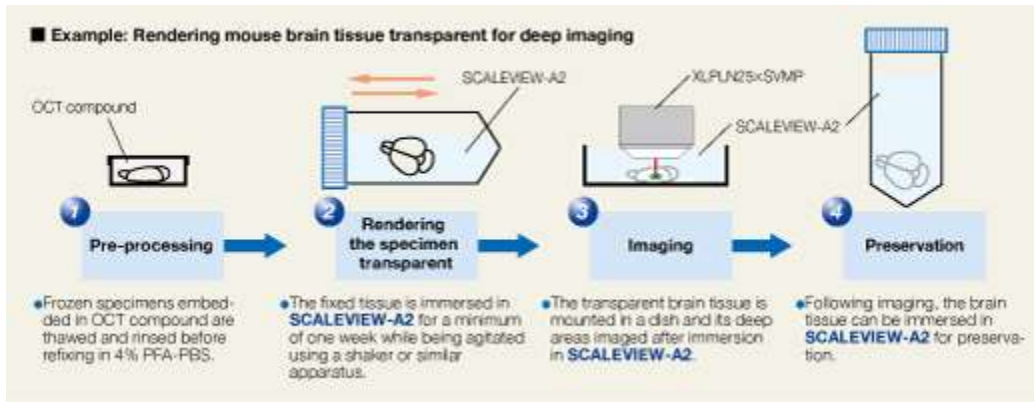 ■ Example: Rendering mouse brain tissue transparent for deep imaging
SCALEVIEW-A2
XLPLN25×SVMP
OCT compound
SCALEVIEW-A2
1
Pre-processing
2
Rendering
the specimen
transparent
3
Imaging
4
Preservation
●Frozen specimens embed-
ded in OCT compound are
thawed and rinsed before
refixing in 4% PFA-PBS.
●The fixed tissue is immersed in
SCALEVIEW-A2 for a minimum
of one week while being agitated
using a shaker or similar
apparatus.
●The transparent brain tissue is
mounted in a dish and its deep
areas imaged after immersion
in SCALEVIEW-A2.
●Following imaging, the brain
tissue can be immersed in
SCALEVIEW-A2 for preserva-
tion.